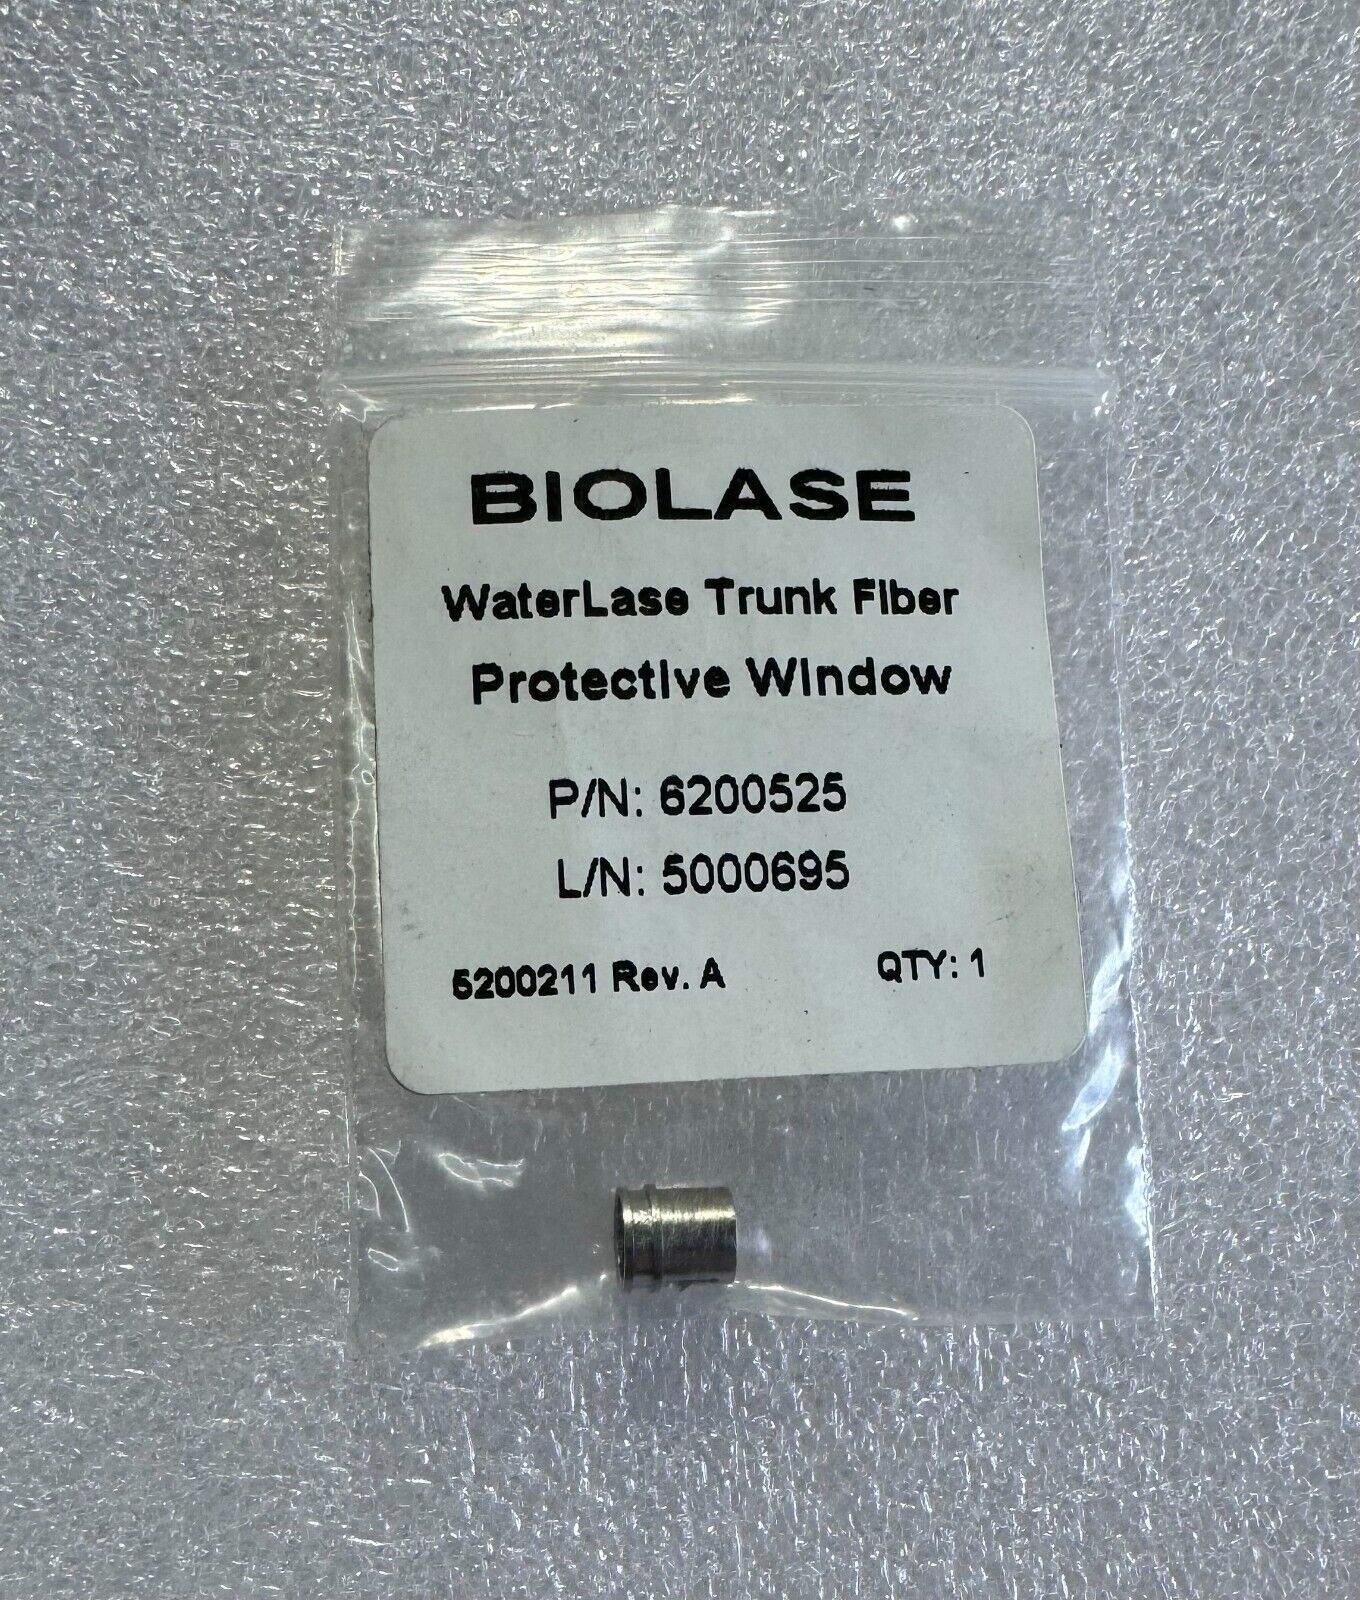 BIOLASE
WaterLase Trunk Fiber
Protective Window
P/N: 6200525
L/N: 5000695
5200211 Rev. A QTY: 1